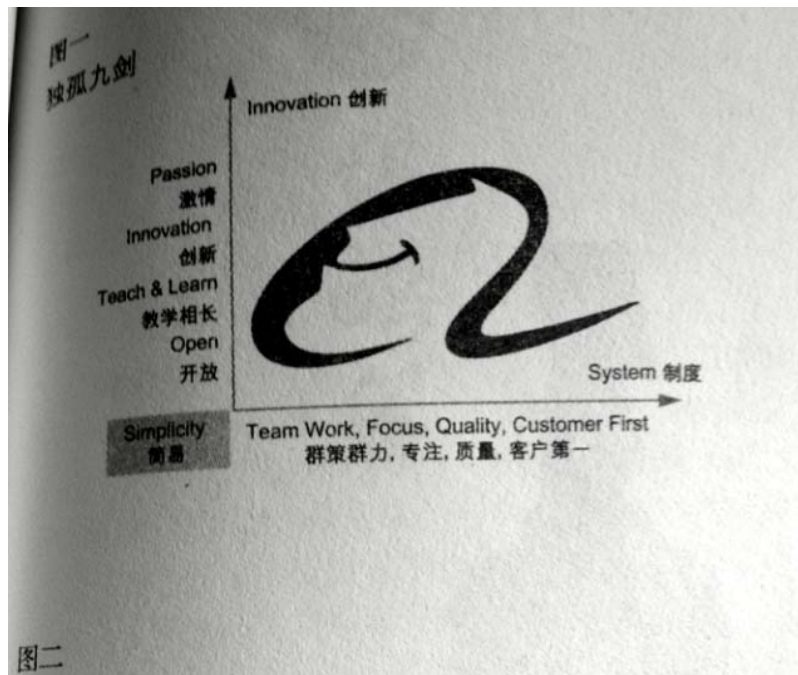 图一
独孤九剑
Innovation 创新
Passion
激情
Innovation
创新
Teach & Learn
教学相长
Open
开放
System 制度
Simplicity
简易
Team Work, Focus, Quality, Customer First
群策群力, 专注, 质量, 客户第一
图二